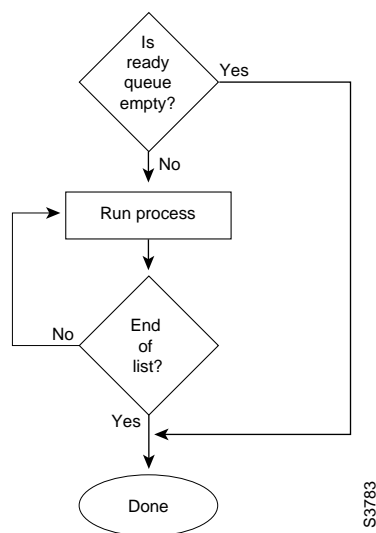 Is
ready
queue
empty?
Yes
No
Run process
No
End
of
list?
Yes
Done
S3783